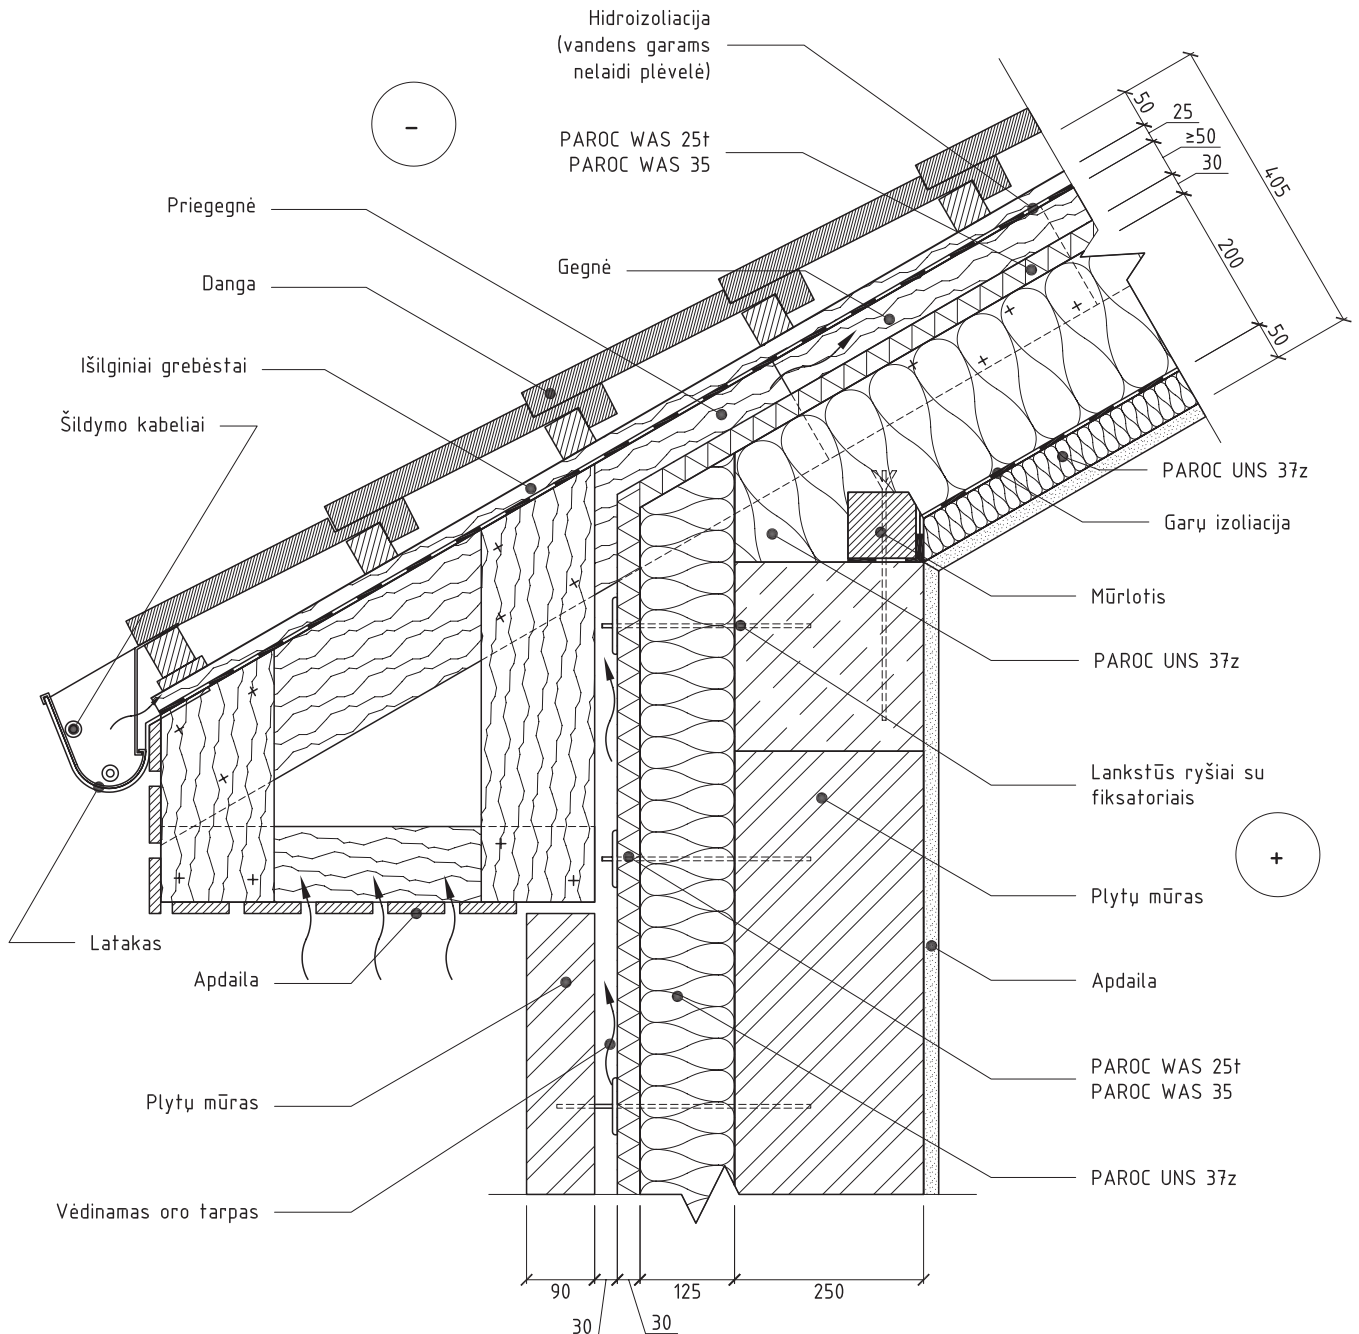 Hidroizoliacija
(vandens garams
nelaidi plėvelė)
PAROC WAS 25t
PAROC WAS 35
Priegegnė
Gegnė
Danga
Išilginiai grebėstai
Šildymo kabeliai
50
25
≥50
30
405
200
50
PAROC UNS 37z
Garų izoliacija
Mūrlotis
PAROC UNS 37z
Lankstūs ryšiai su
fiksatoriais
-
+
Plytų mūras
Latakas
Apdaila
Apdaila
PAROC WAS 25t
PAROC WAS 35
Plytų mūras
PAROC UNS 37z
Vėdinamas oro tarpas
90
30
30
125
250